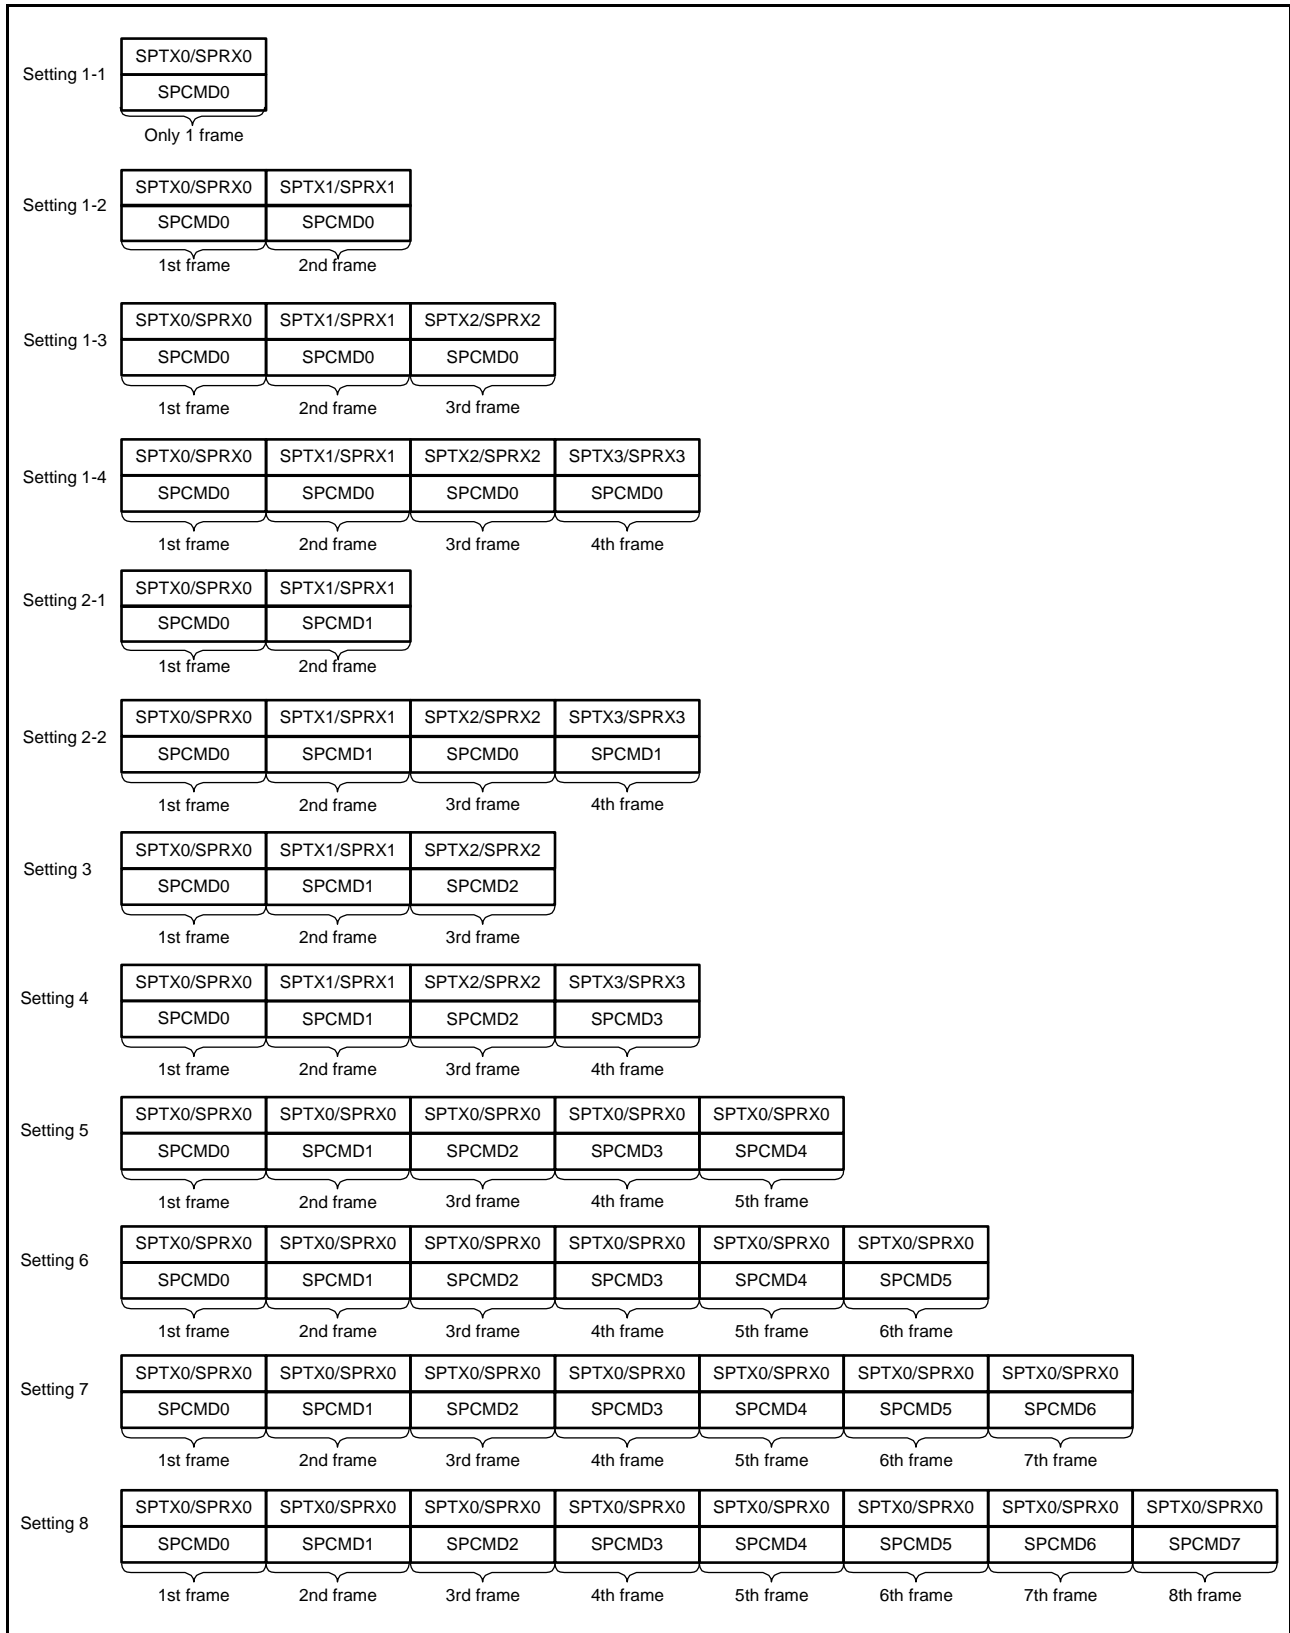 SPTX0/SPRX0
Setting 1-1
SPCMD0
Only 1 frame
SPTX0/SPRX0 SPTX1/SPRX1
Setting 1-2
SPCMD0 SPCMD0
1st frame 2nd frame
SPTX0/SPRX0 SPTX1/SPRX1 SPTX2/SPRX2
Setting 1-3
SPCMD0 SPCMD0 SPCMD0
1st frame 2nd frame 3rd frame
SPTX0/SPRX0 SPTX1/SPRX1 SPTX2/SPRX2 SPTX3/SPRX3
Setting 1-4
SPCMD0 SPCMD0 SPCMD0 SPCMD0
1st frame 2nd frame 3rd frame 4th frame
SPTX0/SPRX0 SPTX1/SPRX1
Setting 2-1
SPCMD0 SPCMD1
1st frame 2nd frame
SPTX0/SPRX0 SPTX1/SPRX1 SPTX2/SPRX2 SPTX3/SPRX3
Setting 2-2
SPCMD0 SPCMD1 SPCMD0 SPCMD1
1st frame 2nd frame 3rd frame 4th frame
SPTX0/SPRX0 SPTX1/SPRX1 SPTX2/SPRX2
Setting 3
SPCMD0 SPCMD1 SPCMD2
1st frame 2nd frame 3rd frame
SPTX0/SPRX0 SPTX1/SPRX1 SPTX2/SPRX2 SPTX3/SPRX3
Setting 4
SPCMD0 SPCMD1 SPCMD2 SPCMD3
1st frame 2nd frame 3rd frame 4th frame
SPTX0/SPRX0 SPTX0/SPRX0 SPTX0/SPRX0 SPTX0/SPRX0 SPTX0/SPRX0
Setting 5
SPCMD0 SPCMD1 SPCMD2 SPCMD3 SPCMD4
1st frame 2nd frame 3rd frame 4th frame 5th frame
SPTX0/SPRX0 SPTX0/SPRX0 SPTX0/SPRX0 SPTX0/SPRX0 SPTX0/SPRX0 SPTX0/SPRX0
Setting 6
SPCMD0 SPCMD1 SPCMD2 SPCMD3 SPCMD4 SPCMD5
1st frame 2nd frame 3rd frame 4th frame 5th frame 6th frame
SPTX0/SPRX0 SPTX0/SPRX0 SPTX0/SPRX0 SPTX0/SPRX0 SPTX0/SPRX0 SPTX0/SPRX0 SPTX0/SPRX0
Setting 7
SPCMD0 SPCMD1 SPCMD2 SPCMD3 SPCMD4 SPCMD5 SPCMD6
1st frame 2nd frame 3rd frame 4th frame 5th frame 6th frame 7th frame
SPTX0/SPRX0 SPTX0/SPRX0 SPTX0/SPRX0 SPTX0/SPRX0 SPTX0/SPRX0 SPTX0/SPRX0 SPTX0/SPRX0 SPTX0/SPRX0
Setting 8
SPCMD0 SPCMD1 SPCMD2 SPCMD3 SPCMD4 SPCMD5 SPCMD6 SPCMD7
1st frame 2nd frame 3rd frame 4th frame 5th frame 6th frame 7th frame 8th frame